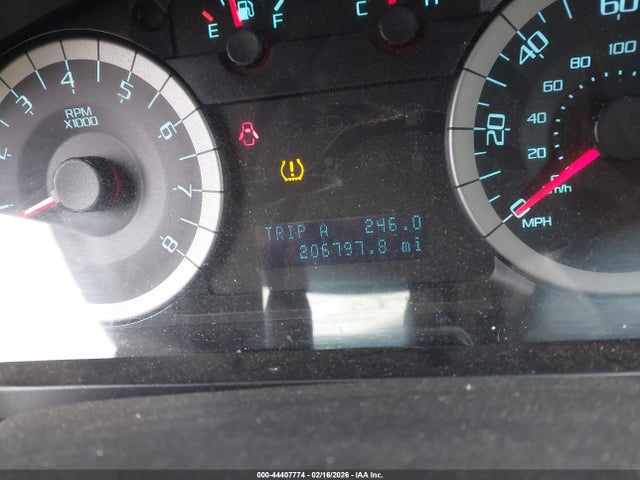 E F C H
3 4 5 6 7 8
RPM
X1000
0 20 40 60
20 40 60 80 100
MPH
TRIP A 246.0
206797.8 mi
000-44407774 | 02/16/2026 | IAA Inc.